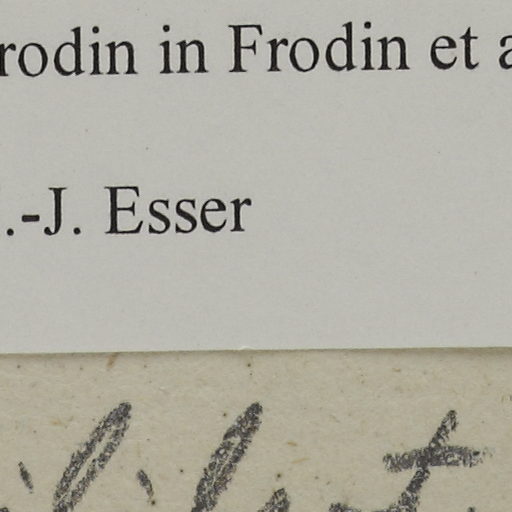 rodin in Frodin et a
.-J. Esser